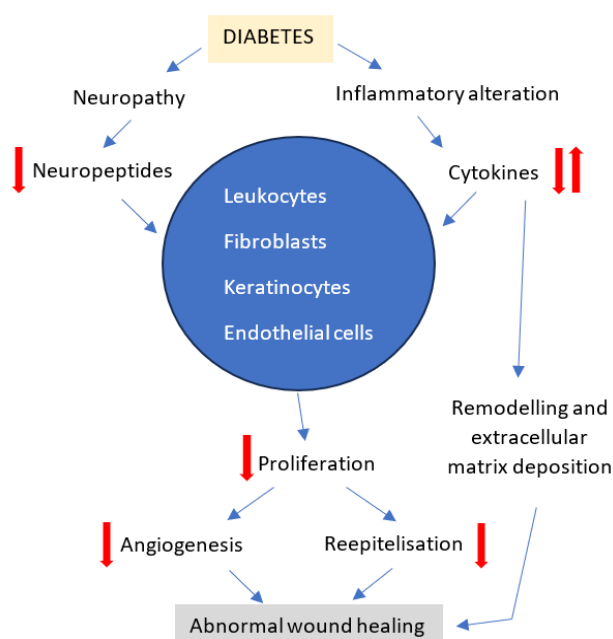 DIABETES
Neuropathy
Inflammatory alteration
Neuropeptides
Cytokines
Leukocytes
Fibroblasts
Keratinocytes
Endothelial cells
Remodelling and
extracellular
matrix deposition
Proliferation
Angiogenesis
Reepitelisation
Abnormal wound healing